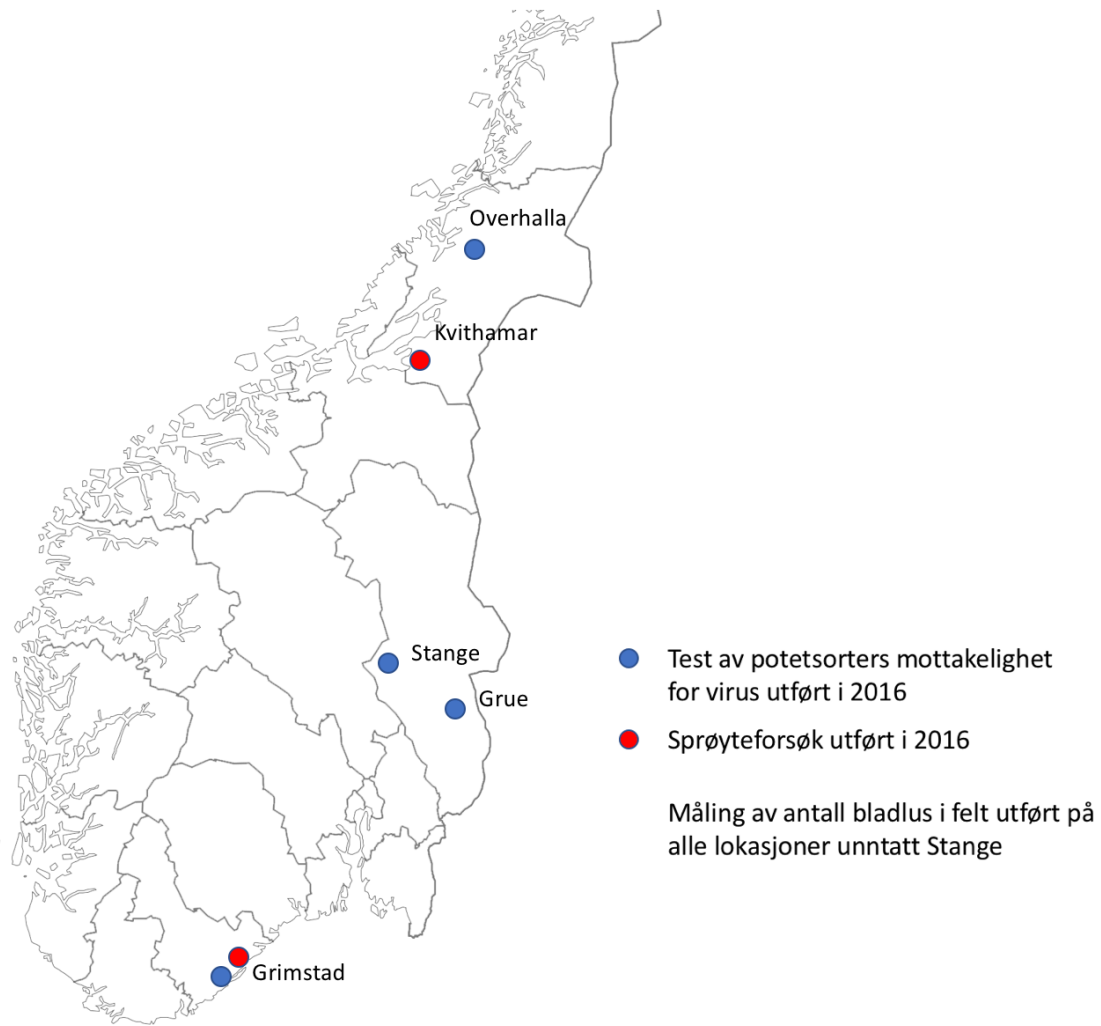 Overhalla
Kvithamar
Stange
Grue
Grimstad
Test av potetsorters mottakelighet
for virus utført i 2016
Sprøyteforsøk utført i 2016
Måling av antall bladlus i felt utført på
alle lokasjoner unntatt Stange